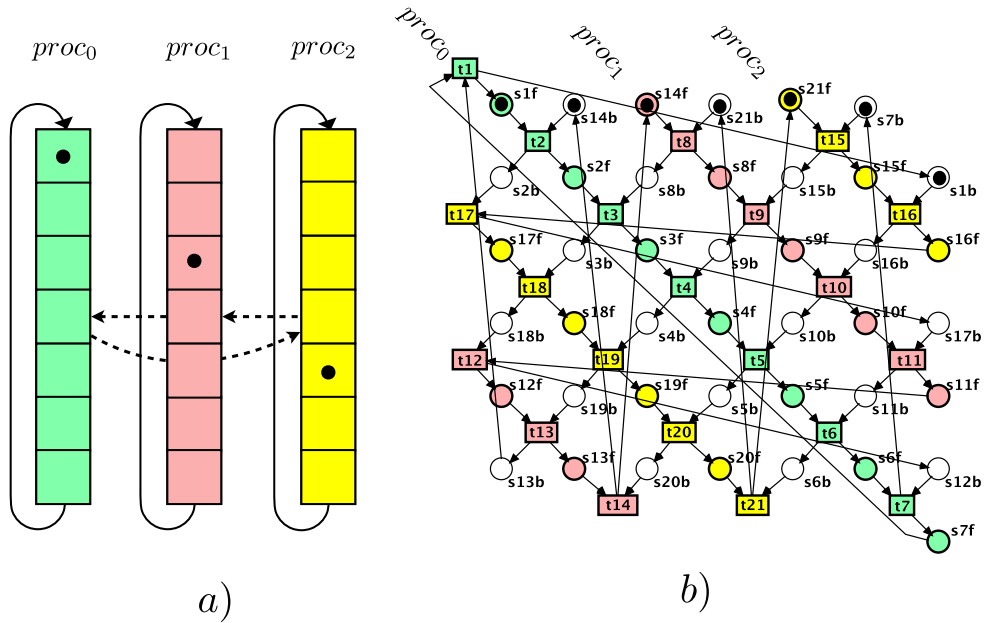 proc0 proc1 proc2
a)
proc0 proc1 proc2
t1
s1f s14b s14f s21b s21f s7b
t2 t8 t15
s2b s2f s8b s8f s15b s15f s1b
t17 t3 t9 t16
s17f s3b s3f s9b s9f s16b s16f
t18 t4 t10
s18b s18f s4b s4f s10b s10f s17b
t12 t19 t5 t11
s12f s19b s19f s5b s5f s11b s11f
t13 t20 t6
s13b s13f s20b s20f s6b s6f s12b
t14 t21 t7
s7f
b)